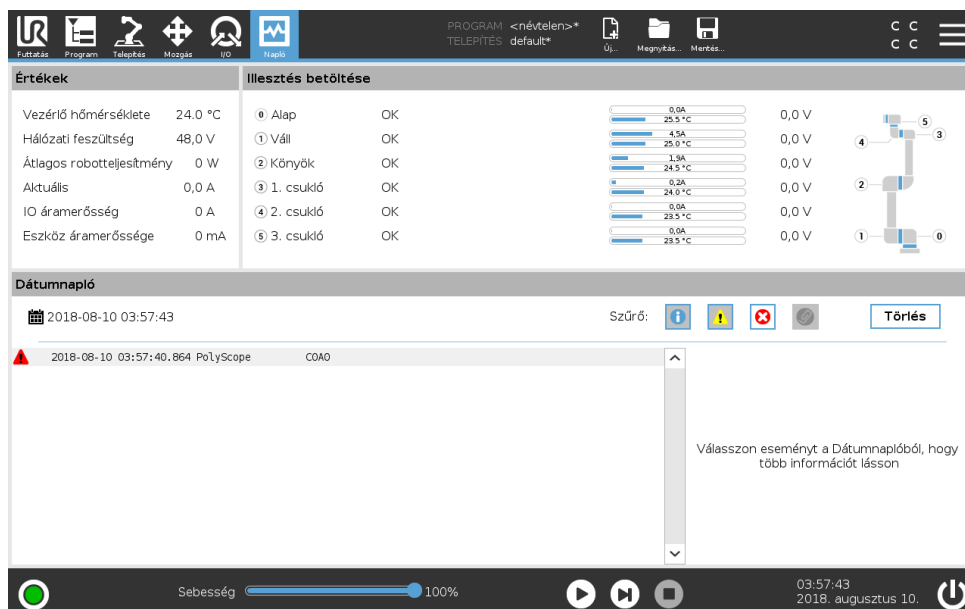 PROGRAM <névtelen>*
TELEPÍTÉS default*
C C
C C
Futtatás Program Telepítés Mozgás I/O Napló Új... Megnyitás... Mentés...
Értékek
Vezérlő hőmérséklete 24.0 °C
Hálózati feszültség 48,0 V
Átlagos robotteljesítmény 0 W
Aktuális 0,0 A
IO áramerősség 0 A
Eszköz áramerőssége 0 mA
Illesztés betöltése
0 Alap OK 0,0A 25.5 °C 0,0 V
1 Váll OK 4,5A 25.0 °C 0,0 V
2 Könyök OK 1,9A 24.5 °C 0,0 V
3 1. csukló OK 0,2A 24.0 °C 0,0 V
4 2. csukló OK 0,0A 23.5 °C 0,0 V
5 3. csukló OK 0,0A 23.5 °C 0,0 V
5
4 3
2
1 0
Dátumnapló
2018-08-10 03:57:43
Szűrő:
Törlés
2018-08-10 03:57:40.864 PolyScope C0A0
Válasszon eseményt a Dátumnaplóból, hogy
több információt lásson
Sebesség 100%
03:57:43
2018. augusztus 10.